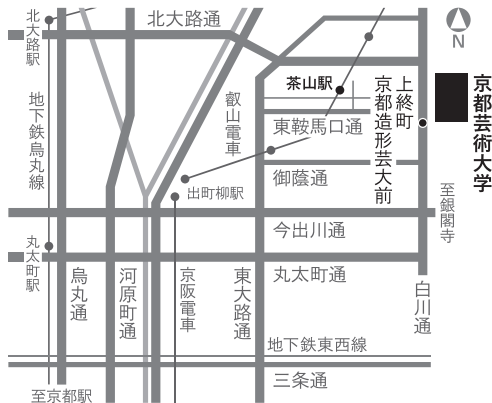 北大路駅
北大路通
N
茶山駅
上終町
京都造形芸大前
京都芸術大学
地下鉄烏丸線
叡山電車
東鞍馬口通
御蔭通
出町柳駅
至銀閣寺
今出川通
丸太町駅
丸太町通
烏丸通
河原町通
京阪電車
東大路通
白川通
地下鉄東西線
三条通
至京都駅